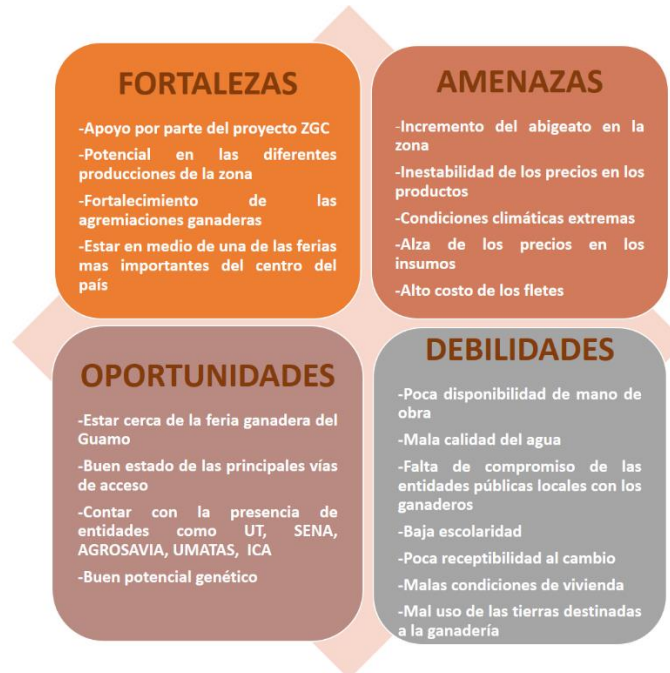 FORTALEZAS
-Apoyo por parte del proyecto ZGC
-Potencial en las diferentes
producciones de la zona
-Fortalecimiento de las
agremiaciones ganaderas
-Estar en medio de una de las ferias
mas importantes del centro del
país
AMENAZAS
-Incremento del abigeato en la
zona
-Inestabilidad de los precios en los
productos
-Condiciones climáticas extremas
-Alza de los precios en los
insumos
-Alto costo de los fletes
OPORTUNIDADES
-Estar cerca de la feria ganadera del
Guamo
-Buen estado de las principales vías
de acceso
-Contar con la presencia de
entidades como UT, SENA,
AGROSAVIA, UMATAS, ICA
-Buen potencial genético
DEBILIDADES
-Poca disponibilidad de mano de
obra
-Mala calidad del agua
-Falta de compromiso de las
entidades públicas locales con los
ganaderos
-Baja escolaridad
-Poca receptibilidad al cambio
-Malas condiciones de vivienda
-Mal uso de las tierras destinadas
a la ganadería